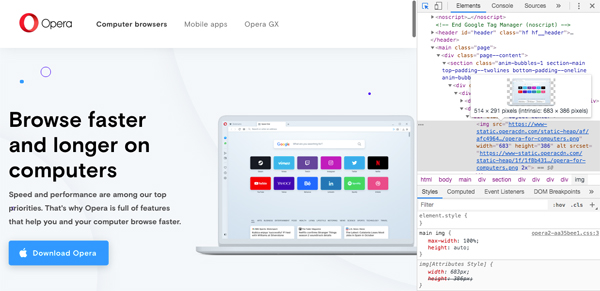 Opera
Computer browsers
Mobile apps
Opera GX
Browse faster
and longer on
computers
Speed and performance are among our top
priorities. That's why Opera is full of features
that help you and your computer browse faster.
Download Opera
Google
YAHOO!
Elements
Console
Sources
»
▸<noscript>…</noscript>
<!-- End Google Tag Manager (noscript) -->
▸<header id="header" class="hf hf__header">…
</header>
▾<main class="page">
▾<div class="page--content">
▾<section class="anim-bubbles-1 section-main
top-padding--twolines bottom-padding--oneline
▸<div
▸<div
▾<div
514 × 291 pixels (intrinsic: 683 × 386 pixels)
<img src="https://www-
static.operacdn.com/static-heap/af/
afc4964…/opera-for-computers.png"
width="683" height="386" alt srcset=
"https://www-static.operacdn.com/
static-heap/1f/1f8b431…/opera-for-
computers.png 2x"> == $0
html body main div section div div div div img
Styles
Computed
Event Listeners
DOM Breakpoints
»
Filter
:hov .cls +
element.style {
}
main img {
opera2-aa35bee1.css:3
max-width: 100%;
height: auto;
}
img[Attributes Style] {
width: 683px;
height: 386px;